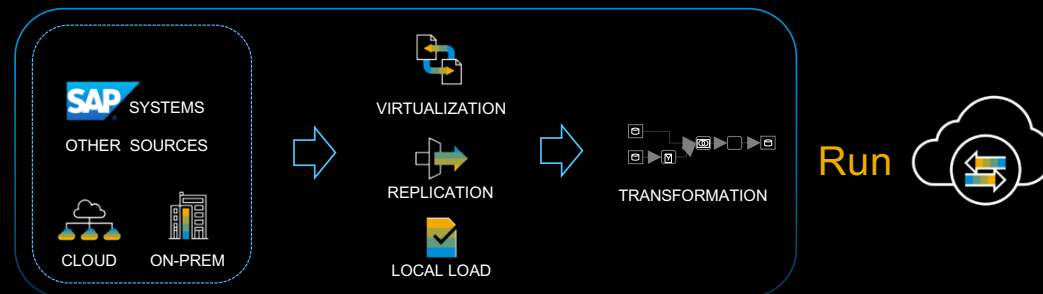 SAP SYSTEMS
OTHER SOURCES
CLOUD
ON-PREM
VIRTUALIZATION
REPLICATION
LOCAL LOAD
TRANSFORMATION
Run